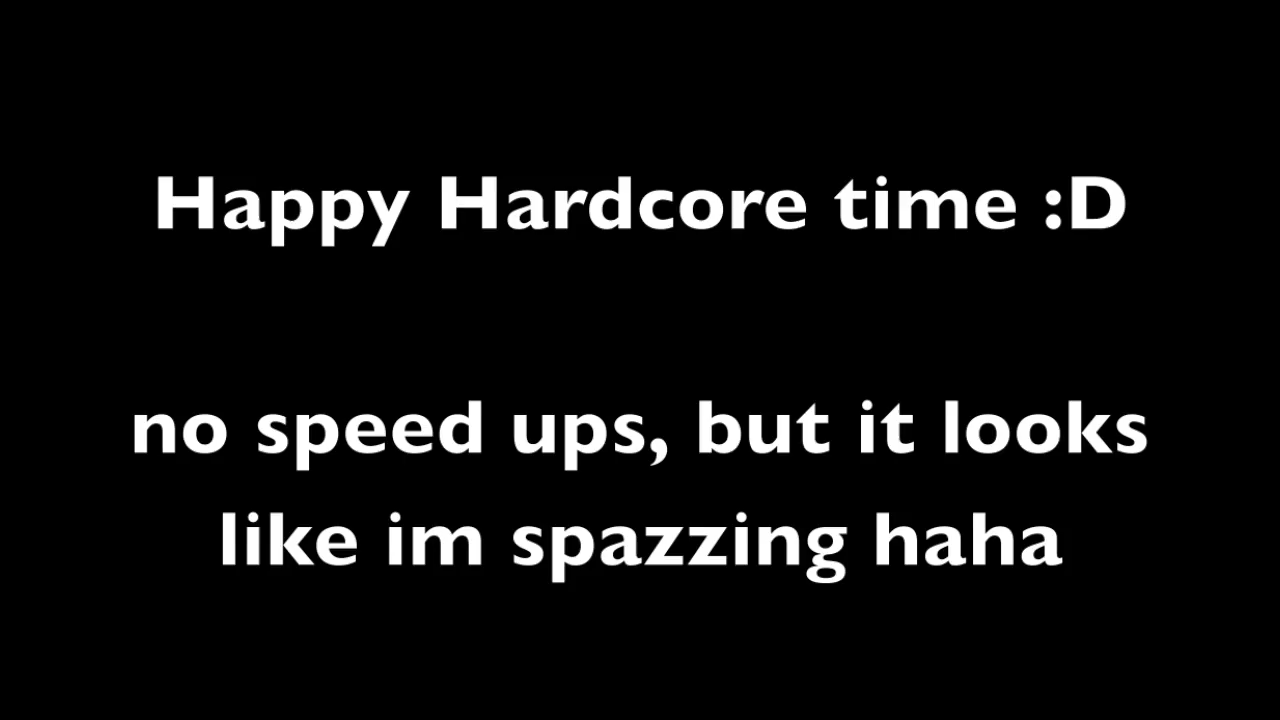 Happy Hardcore time :D
no speed ups, but it looks
like im spazzing haha